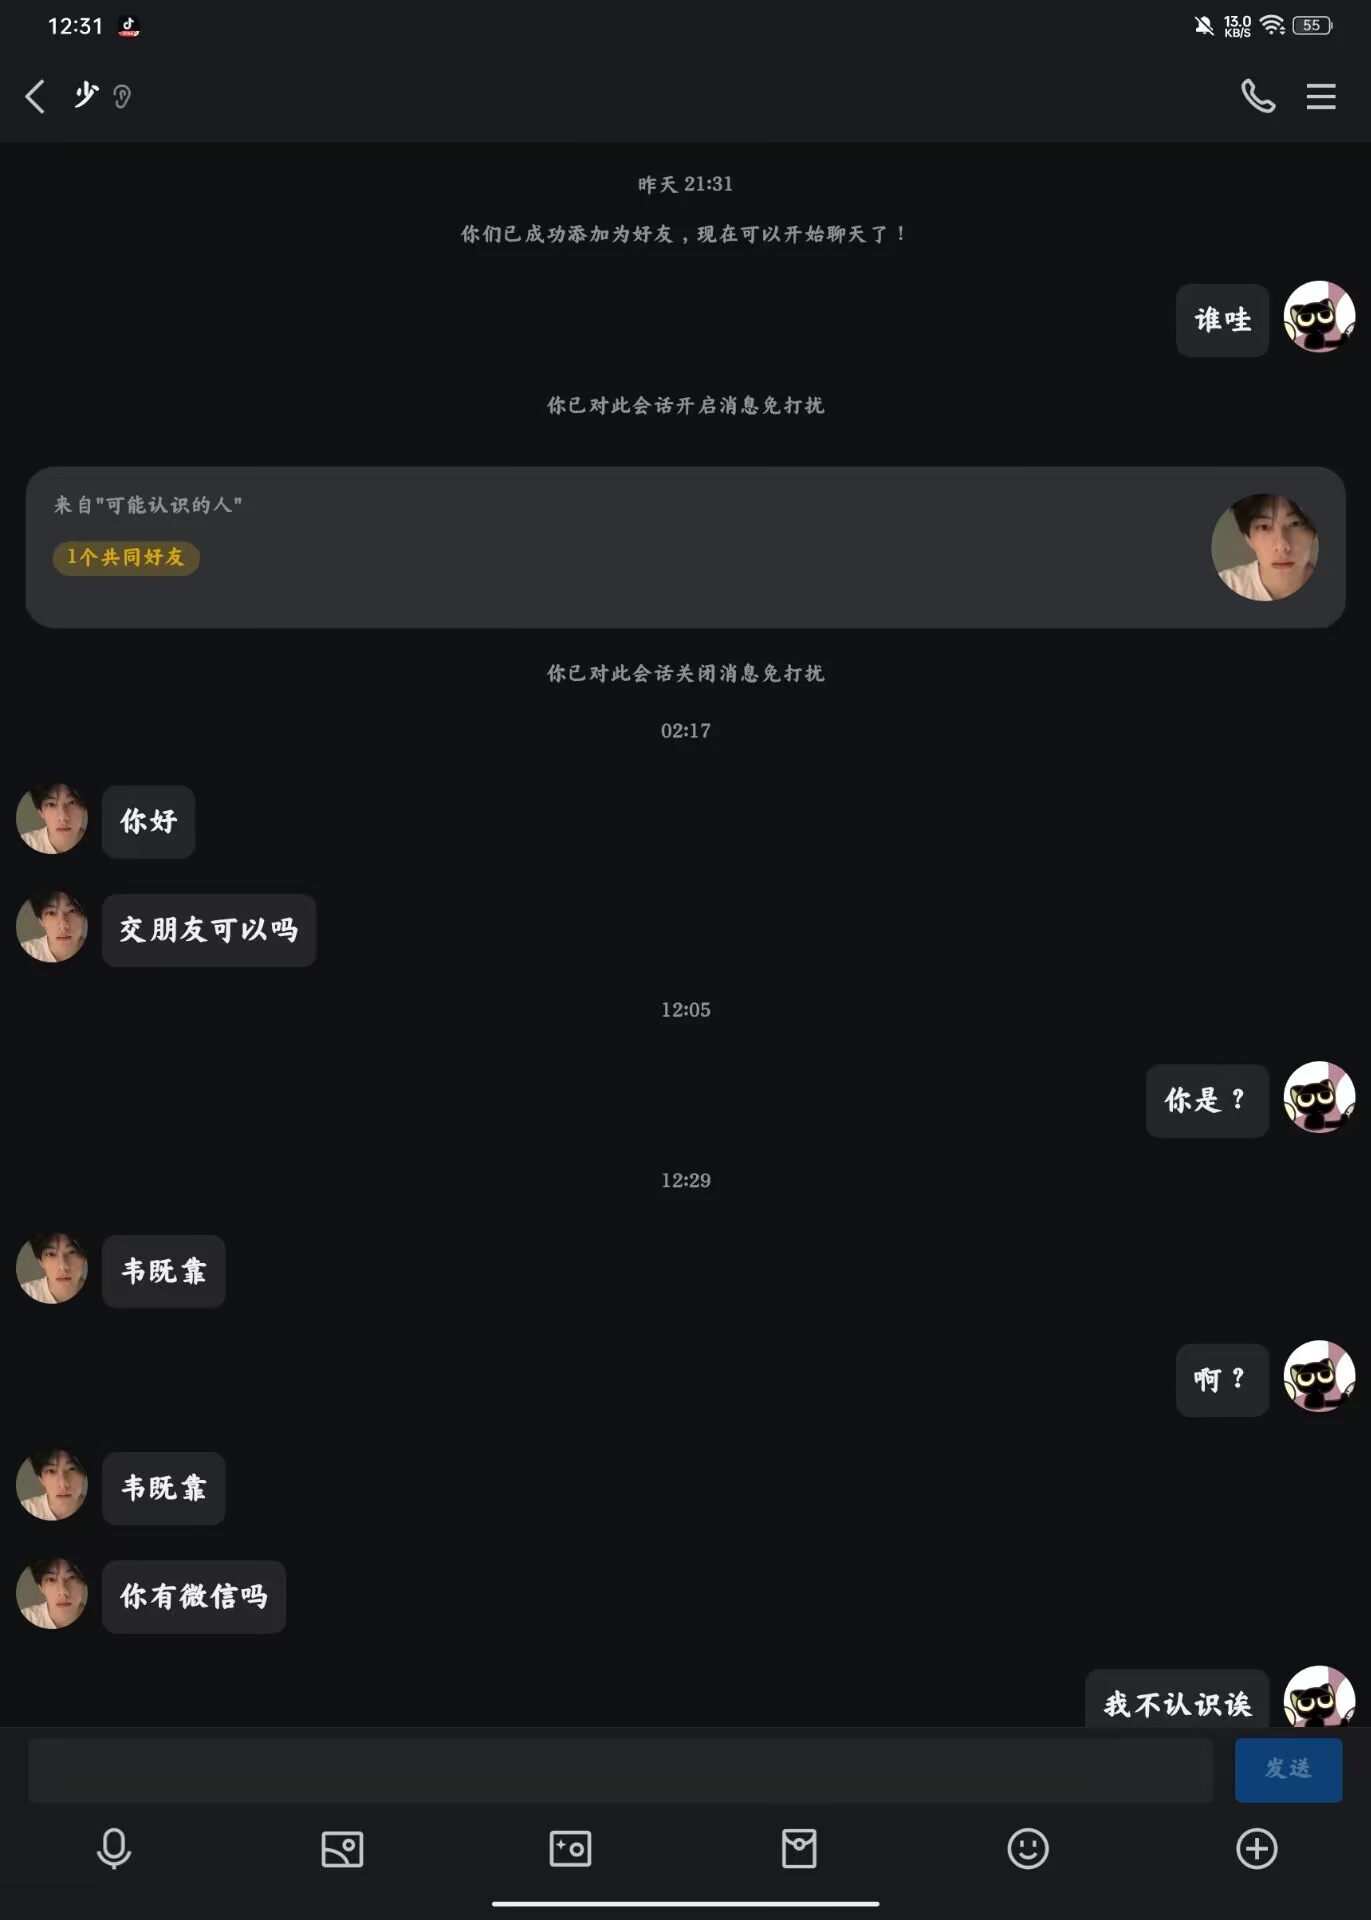 12:31
13.0
KB/S
55
少
昨天 21:31
你们已成功添加为好友，现在可以开始聊天了！
谁哇
你已对此会话开启消息免打扰
来自"可能认识的人"
1个共同好友
你已对此会话关闭消息免打扰
02:17
你好
交朋友可以吗
12:05
你是？
12:29
韦既靠
啊？
韦既靠
你有微信吗
我不认识诶
发送